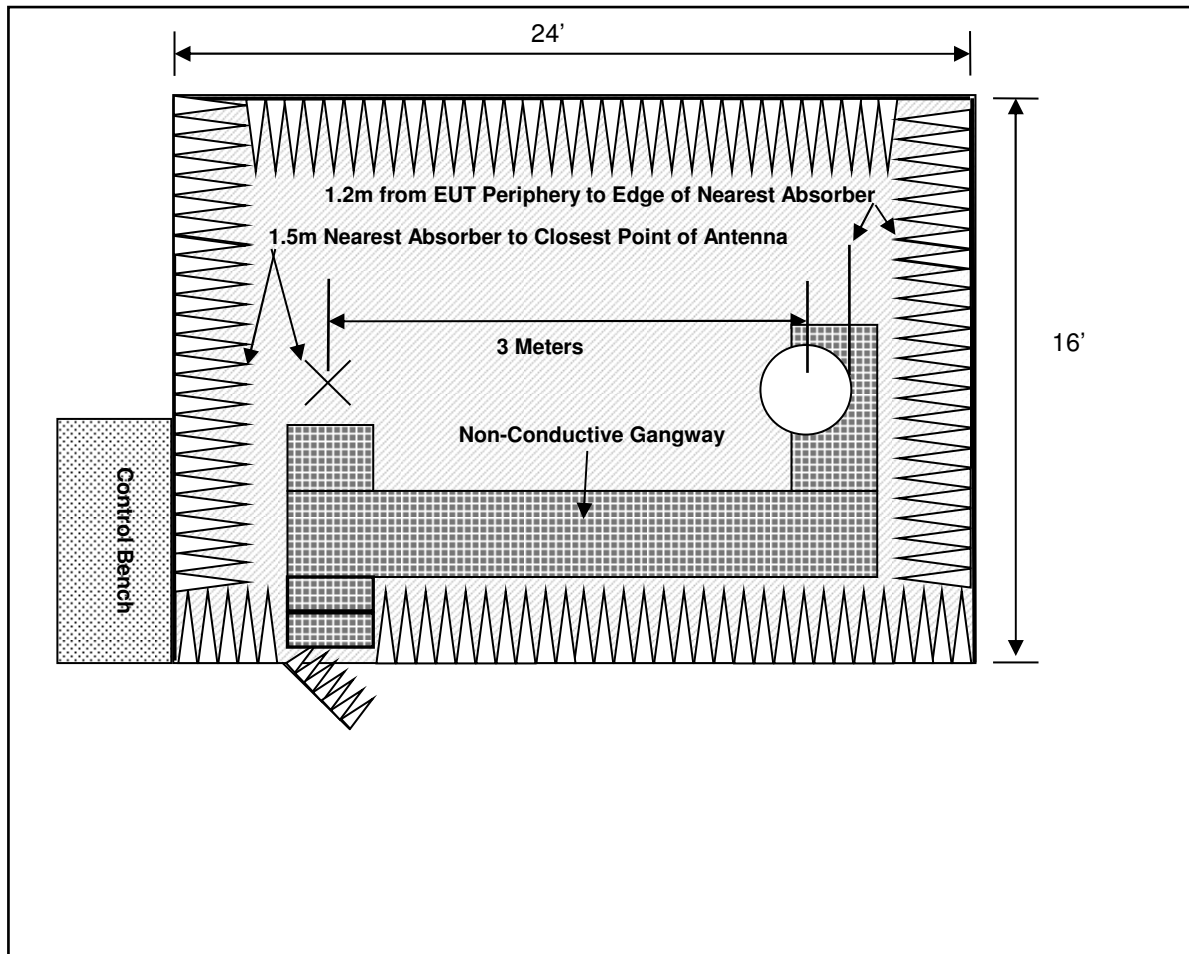 24’
1.2m from EUT Periphery to Edge of Nearest Absorber
1.5m Nearest Absorber to Closest Point of Antenna
3 Meters
16’
Non-Conductive Gangway
Control Bench